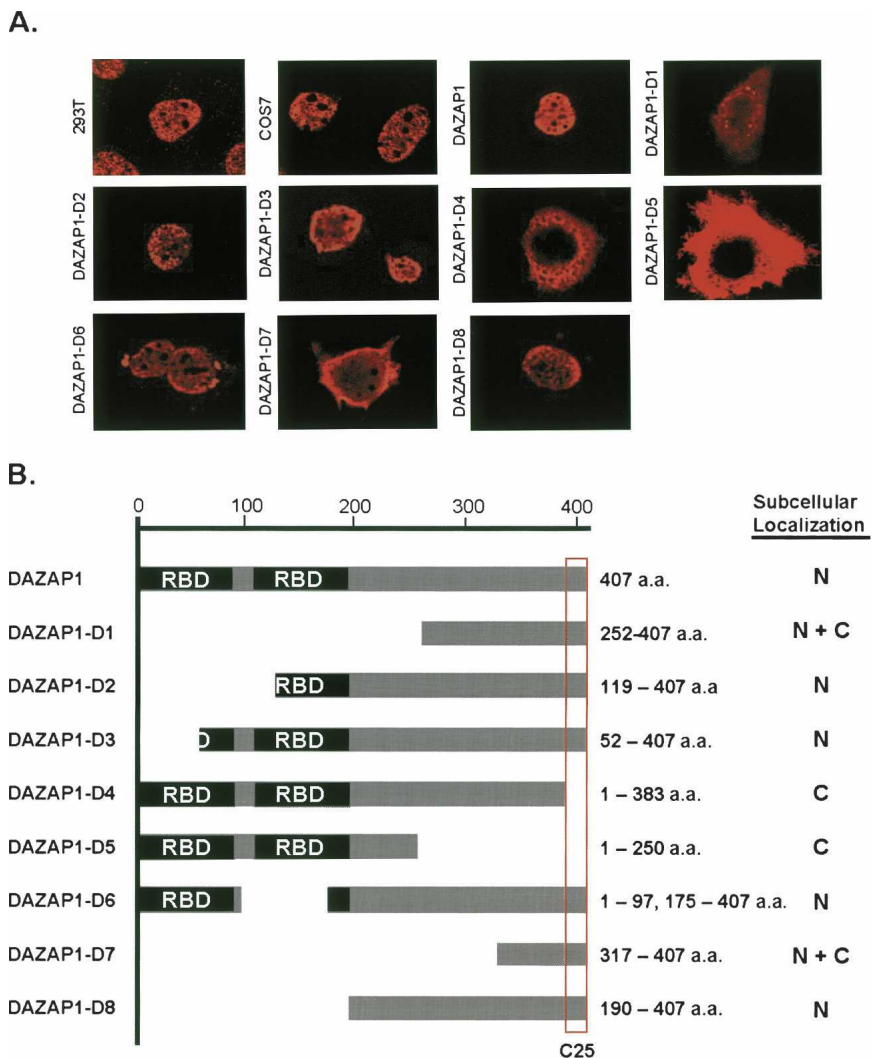 A.
293T
COS7
DAZAP1
DAZAP1-D1
DAZAP1-D2
DAZAP1-D3
DAZAP1-D4
DAZAP1-D5
DAZAP1-D6
DAZAP1-D7
DAZAP1-D8
B.
0 100 200 300 400
Subcellular
Localization
DAZAP1 RBD RBD 407 a.a. N
DAZAP1-D1 252-407 a.a. N + C
DAZAP1-D2 RBD 119 – 407 a.a N
DAZAP1-D3 D RBD 52 – 407 a.a. N
DAZAP1-D4 RBD RBD 1 – 383 a.a. C
DAZAP1-D5 RBD RBD 1 – 250 a.a. C
DAZAP1-D6 RBD 1 – 97, 175 – 407 a.a. N
DAZAP1-D7 317 – 407 a.a. N + C
DAZAP1-D8 190 – 407 a.a. N
C25